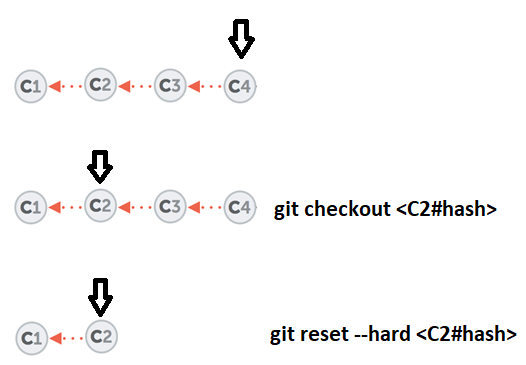 C1 C2 C3 C4
C1 C2 C3 C4 git checkout <C2#hash>
C1 C2 git reset --hard <C2#hash>